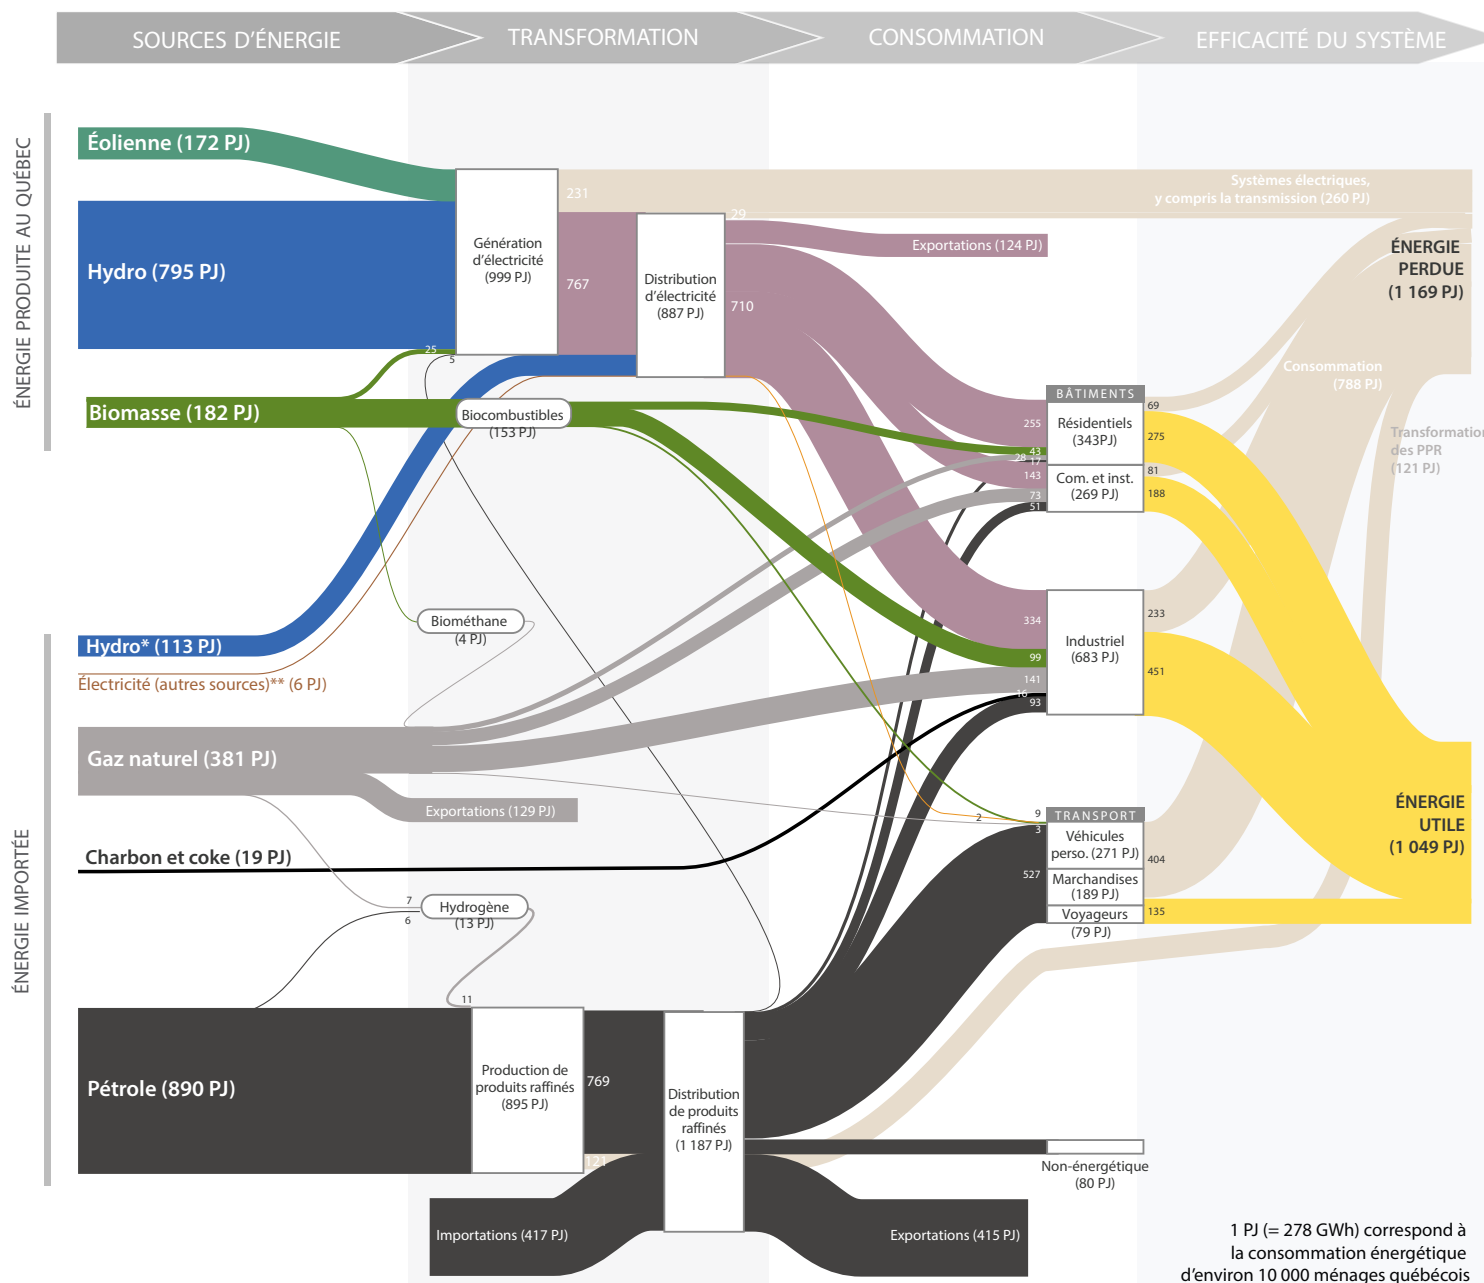 SOURCES D’ÉNERGIE
TRANSFORMATION
CONSOMMATION
EFFICACITÉ DU SYSTÈME
ÉNERGIE PRODUITE AU QUÉBEC
Éolienne (172 PJ)
Hydro (795 PJ)
Biomasse (182 PJ)
25
5
Génération
d’électricité
(999 PJ)
231
767
Distribution
d’électricité
(887 PJ)
29
710
Exportations (124 PJ)
Systèmes électriques,
y compris la transmission (260 PJ)
ÉNERGIE
PERDUE
(1 169 PJ)
Consommation
(788 PJ)
Transformation
des PPR
(121 PJ)
Biocombustibles
(153 PJ)
BÂTIMENTS
Résidentiels
(343PJ)
Com. et inst.
(269 PJ)
255
43
28
17
143
73
51
69
275
81
188
ÉNERGIE IMPORTÉE
Hydro* (113 PJ)
Électricité (autres sources)** (6 PJ)
Biométhane
(4 PJ)
Gaz naturel (381 PJ)
Exportations (129 PJ)
Charbon et coke (19 PJ)
334
99
141
16
93
Industriel
(683 PJ)
233
451
7
6
Hydrogène
(13 PJ)
11
9
2
3
527
TRANSPORT
Véhicules
perso. (271 PJ)
Marchandises
(189 PJ)
Voyageurs
(79 PJ)
404
135
ÉNERGIE
UTILE
(1 049 PJ)
Pétrole (890 PJ)
Production de
produits raffinés
(895 PJ)
769
121
Distribution
de produits
raffinés
(1 187 PJ)
Importations (417 PJ)
Exportations (415 PJ)
Non-énergétique
(80 PJ)
1 PJ (= 278 GWh) correspond à
la consommation énergétique
d’environ 10 000 ménages québécois